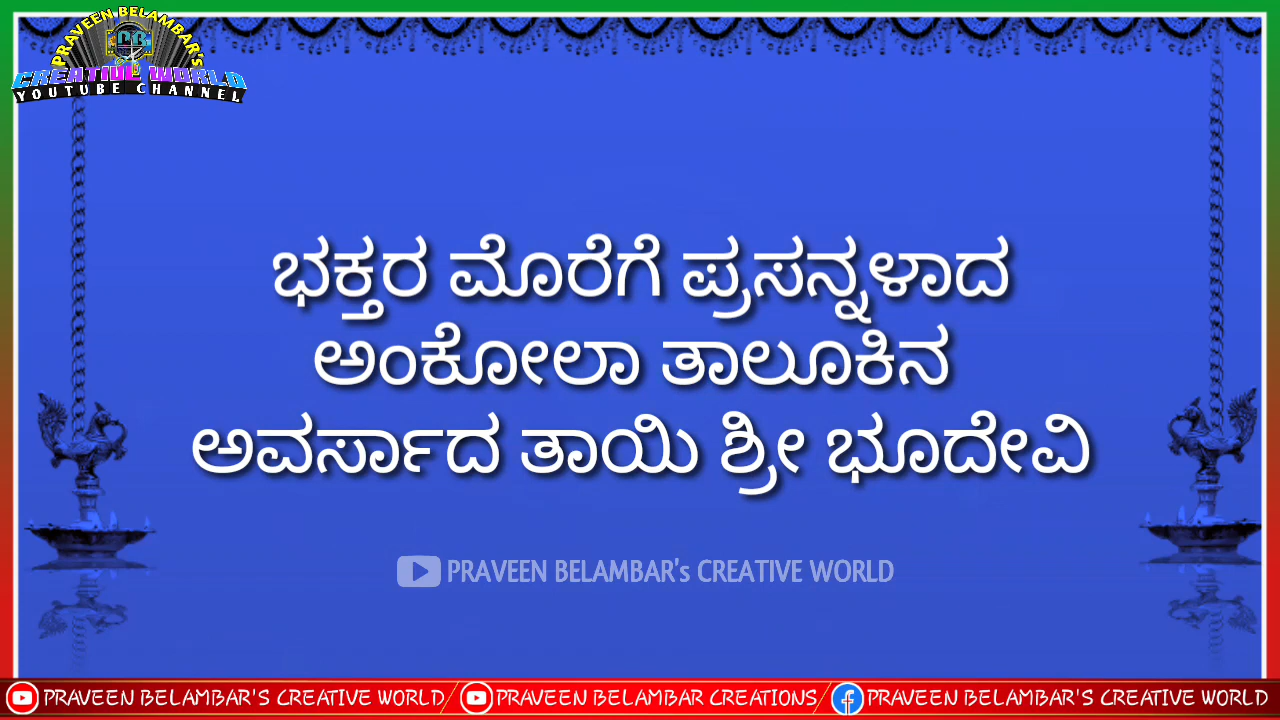 PRAVEEN BELAMBAR's
CREATIVE WORLD
YOUTUBE CHANNEL
ಭಕ್ತರ ಮೊರೆಗೆ ಪ್ರಸನ್ನಳಾದ
ಅಂಕೋಲಾ ತಾಲೂಕಿನ
ಅವರ್ಸಾದ ತಾಯಿ ಶ್ರೀ ಭೂದೇವಿ
PRAVEEN BELAMBAR's CREATIVE WORLD
PRAVEEN BELAMBAR'S CREATIVE WORLD / PRAVEEN BELAMBAR CREATIONS / PRAVEEN BELAMBAR'S CREATIVE WORLD